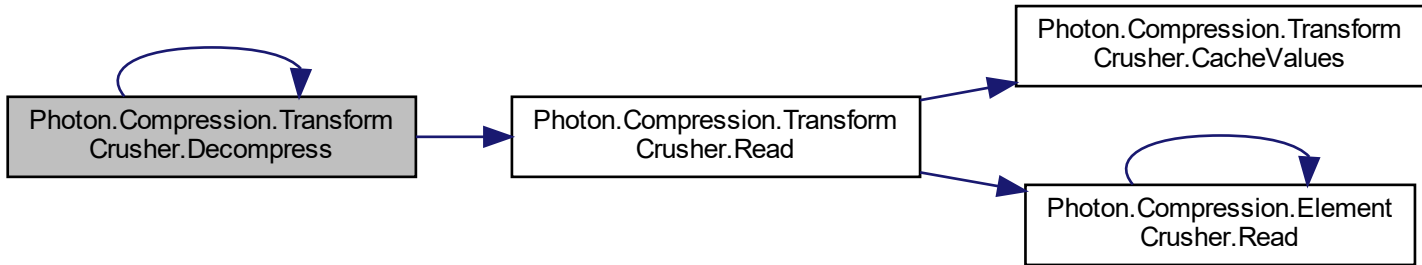 Photon.Compression.Transform
Crusher.Decompress
Photon.Compression.Transform
Crusher.Read
Photon.Compression.Transform
Crusher.CacheValues
Photon.Compression.Element
Crusher.Read